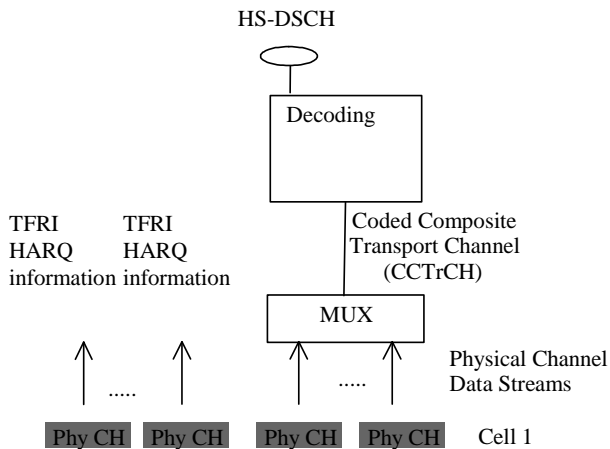 HS-DSCH
Decoding
TFRI TFRI
HARQ HARQ
information information
Coded Composite
Transport Channel
(CCTrCH)
MUX
Physical Channel
Data Streams
..... .....
Phy CH Phy CH Phy CH Phy CH Cell 1